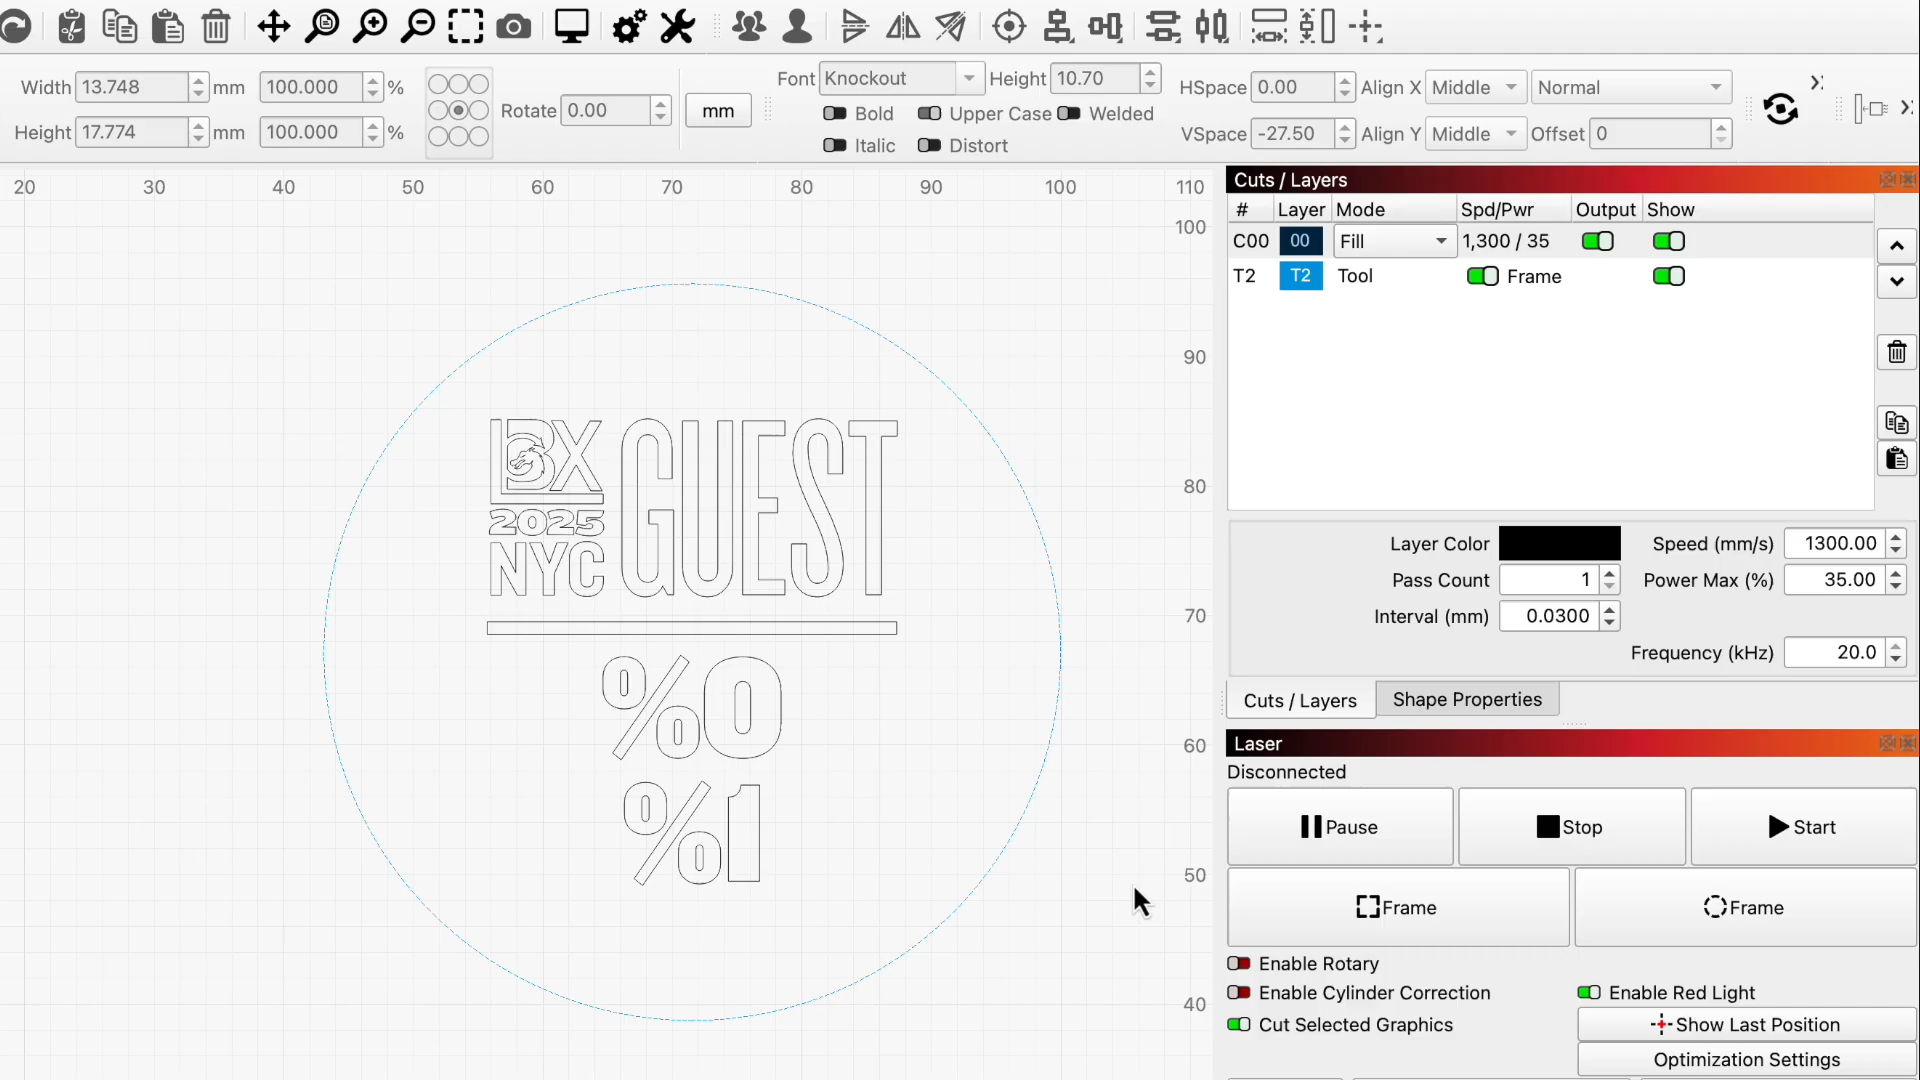 Width 13.748 mm 100.000 %
Height 17.774 mm 100.000 %
Rotate 0.00 mm
Font Knockout Height 10.70
Bold Upper Case Welded
Italic Distort
HSpace 0.00 Align X Middle Normal
VSpace -27.50 Align Y Middle Offset 0
20 30 40 50 60 70 80 90 100 110
100
90
80
70
60
50
40
LBX GUEST
2025
NYC
%0
%1
Cuts / Layers
# Layer Mode Spd/Pwr Output Show
C00 00 Fill 1,300 / 35
T2 T2 Tool Frame
Layer Color Speed (mm/s) 1300.00
Pass Count 1 Power Max (%) 35.00
Interval (mm) 0.0300
Frequency (kHz) 20.0
Cuts / Layers Shape Properties
Laser
Disconnected
Pause Stop Start
Frame Frame
Enable Rotary
Enable Cylinder Correction Enable Red Light
Cut Selected Graphics Show Last Position
Optimization Settings